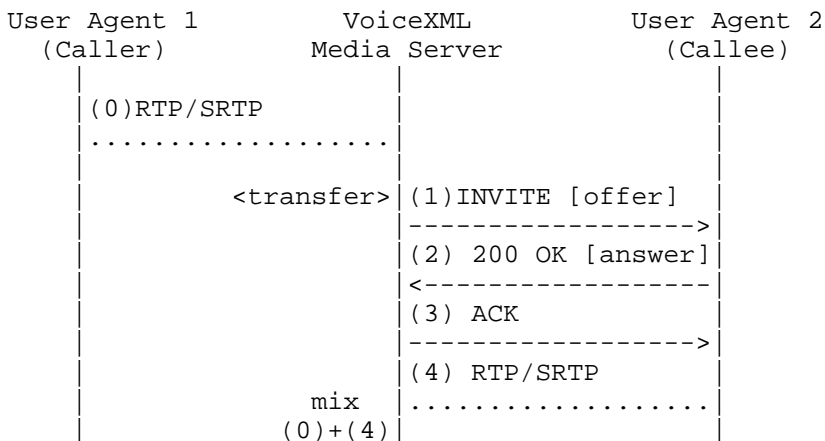 User Agent 1 VoiceXML User Agent 2
(Caller) Media Server (Callee)
(0)RTP/SRTP
...................
<transfer> (1)INVITE [offer]
------------------>
(2) 200 OK [answer]
<------------------
(3) ACK
------------------>
(4) RTP/SRTP
mix ...................
(0)+(4)